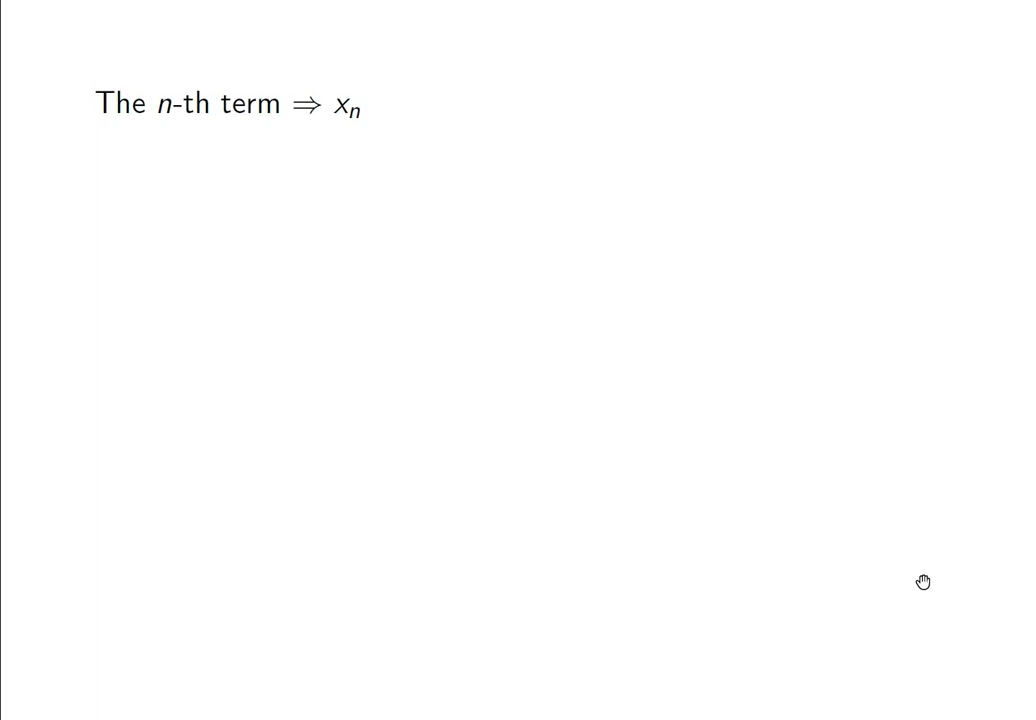 The n-th term ⇒ xₙ